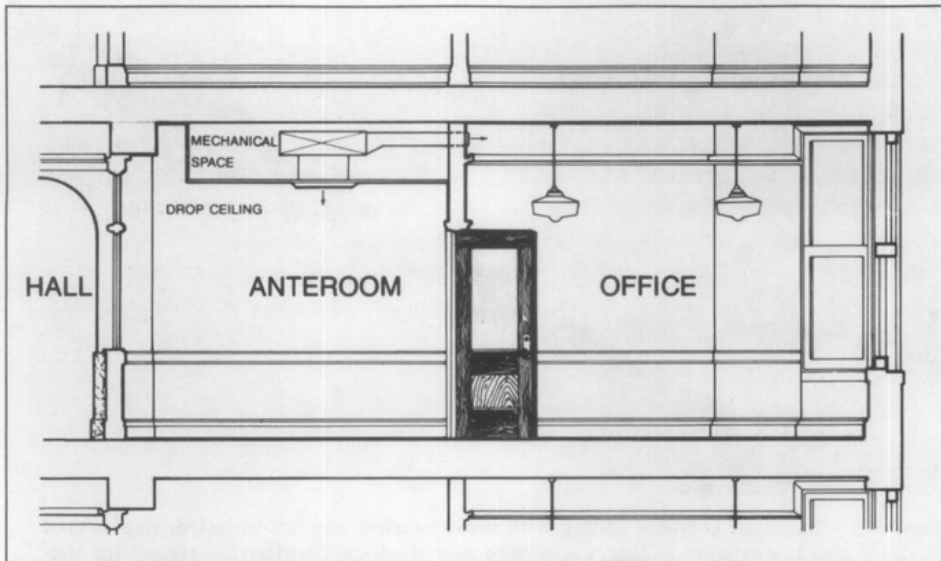 MECHANICAL
SPACE
DROP CEILING
HALL
ANTEROOM
OFFICE